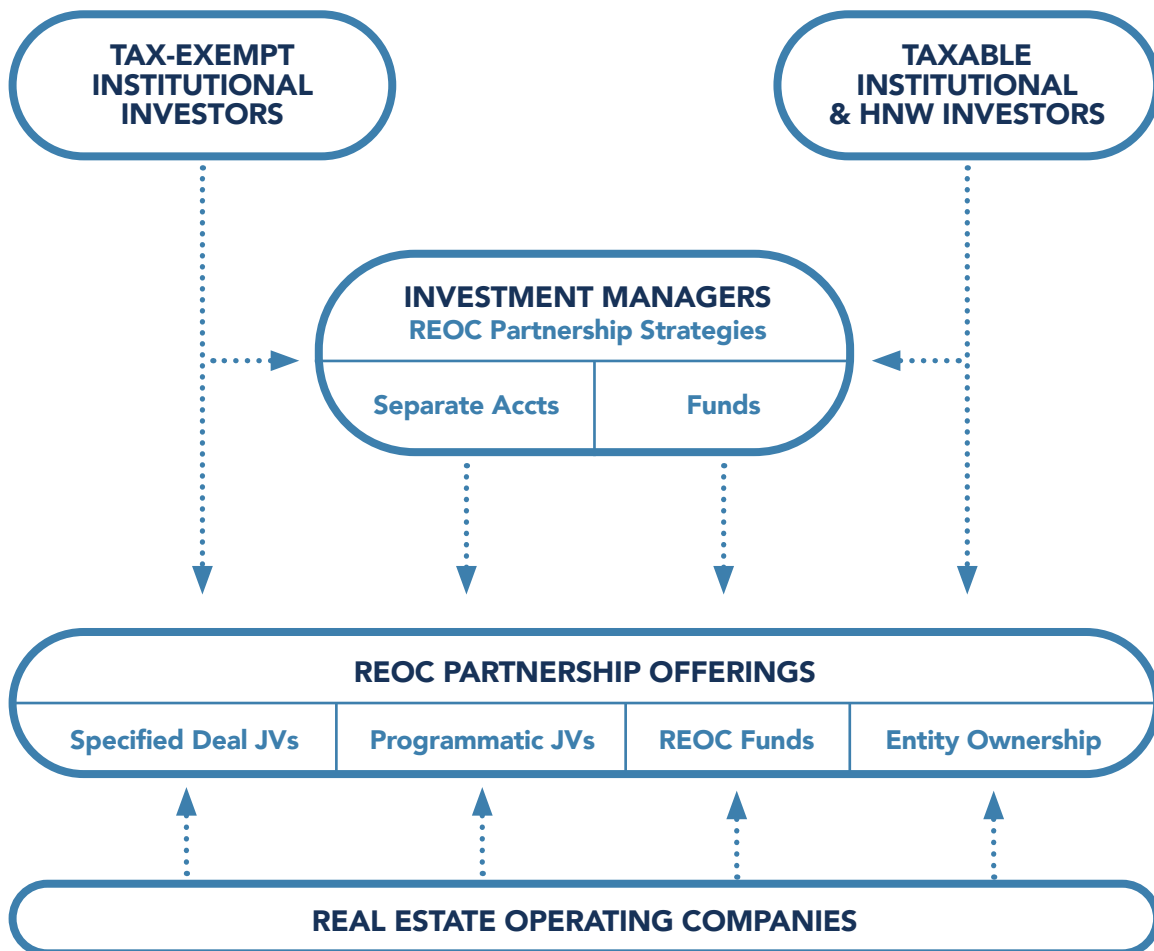 TAX-EXEMPT
INSTITUTIONAL
INVESTORS
TAXABLE
INSTITUTIONAL
& HNW INVESTORS
INVESTMENT MANAGERS
REOC Partnership Strategies
Separate Accts
Funds
REOC PARTNERSHIP OFFERINGS
Specified Deal JVs
Programmatic JVs
REOC Funds
Entity Ownership
REAL ESTATE OPERATING COMPANIES